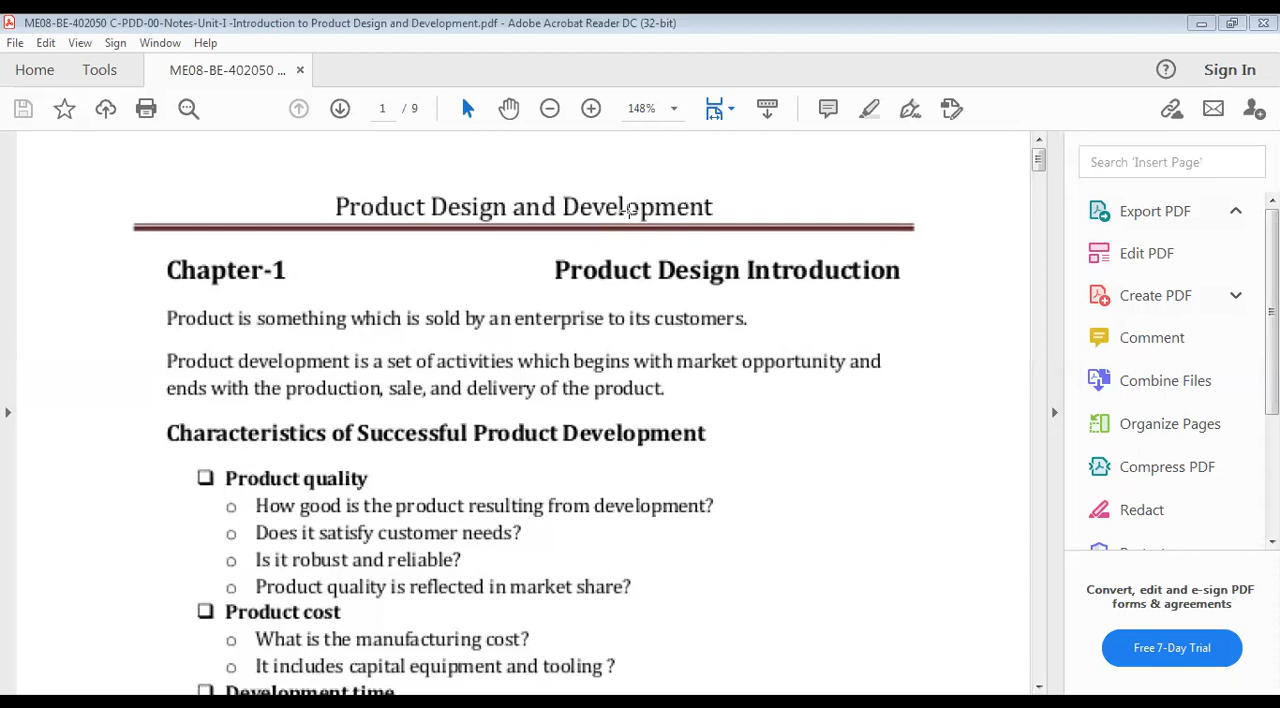 ME08-BE-402050 C-PDD-00-Notes-Unit-I -Introduction to Product Design and Development.pdf - Adobe Acrobat Reader DC (32-bit)
File Edit View Sign Window Help
Home Tools ME08-BE-402050 ... × Sign In
1 / 9 148%
Product Design and Development
Chapter-1 Product Design Introduction
Product is something which is sold by an enterprise to its customers.
Product development is a set of activities which begins with market opportunity and
ends with the production, sale, and delivery of the product.
Characteristics of Successful Product Development
❑ Product quality
o How good is the product resulting from development?
o Does it satisfy customer needs?
o Is it robust and reliable?
o Product quality is reflected in market share?
❑ Product cost
o What is the manufacturing cost?
o It includes capital equipment and tooling ?
❑ Development time
Search 'Insert Page'
Export PDF
Edit PDF
Create PDF
Comment
Combine Files
Organize Pages
Compress PDF
Redact
Convert, edit and e-sign PDF
forms & agreements
Free 7-Day Trial